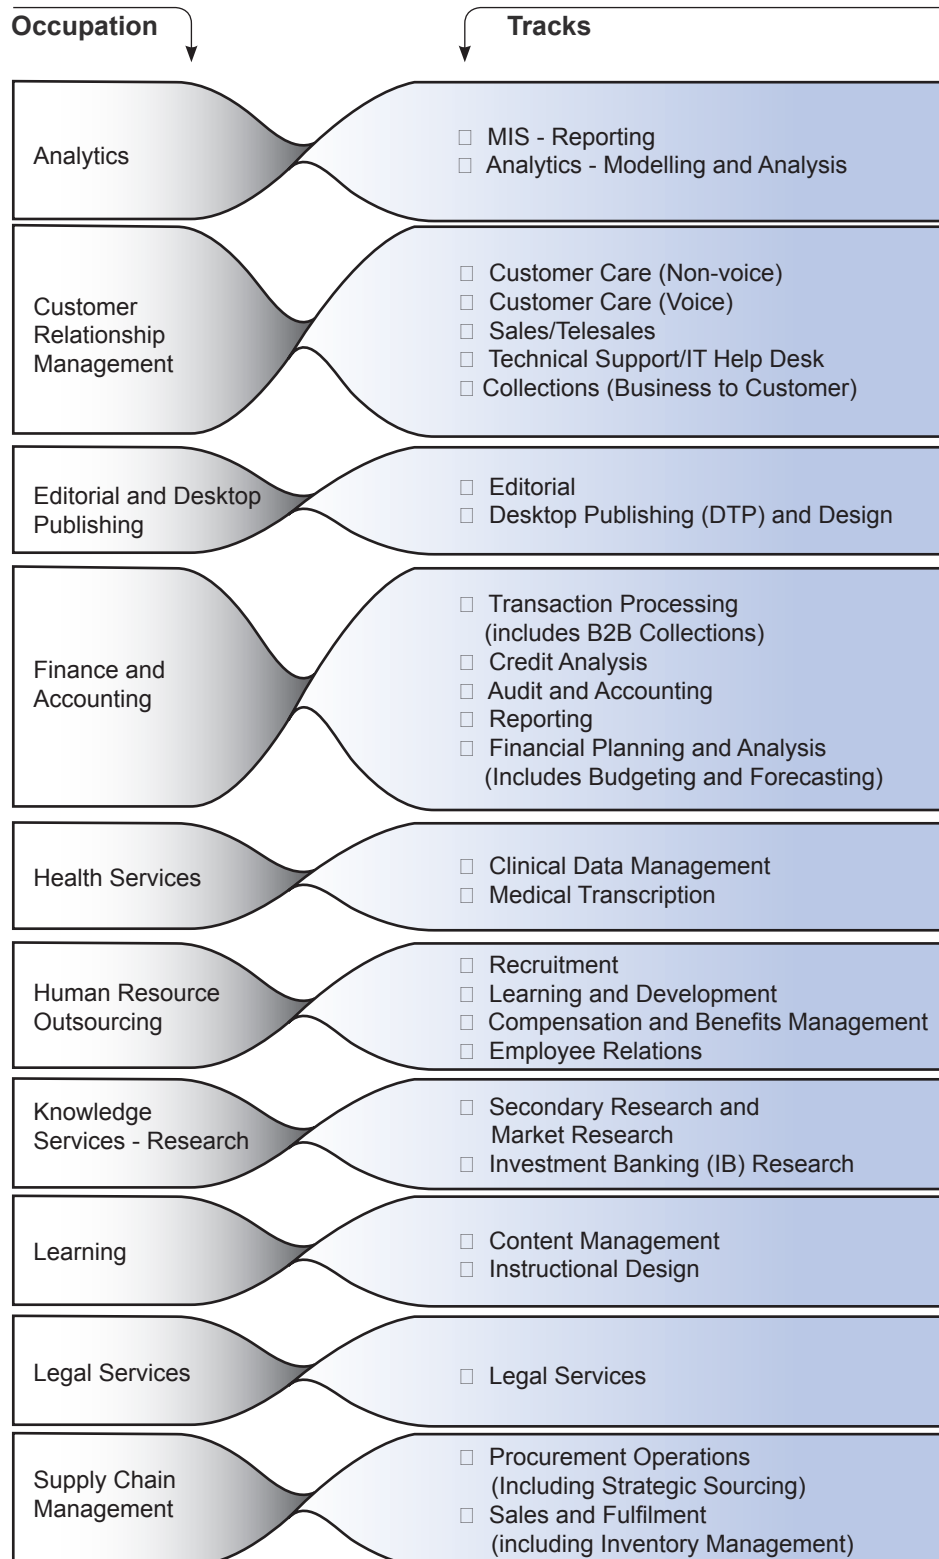 Occupation
Tracks
Analytics
MIS - Reporting
Analytics - Modelling and Analysis
Customer
Relationship
Management
Customer Care (Non-voice)
Customer Care (Voice)
Sales/Telesales
Technical Support/IT Help Desk
Collections (Business to Customer)
Editorial and Desktop
Publishing
Editorial
Desktop Publishing (DTP) and Design
Finance and
Accounting
Transaction Processing
(includes B2B Collections)
Credit Analysis
Audit and Accounting
Reporting
Financial Planning and Analysis
(Includes Budgeting and Forecasting)
Health Services
Clinical Data Management
Medical Transcription
Human Resource
Outsourcing
Recruitment
Learning and Development
Compensation and Benefits Management
Employee Relations
Knowledge
Services - Research
Secondary Research and
Market Research
Investment Banking (IB) Research
Learning
Content Management
Instructional Design
Legal Services
Legal Services
Supply Chain
Management
Procurement Operations
(Including Strategic Sourcing)
Sales and Fulfilment
(including Inventory Management)